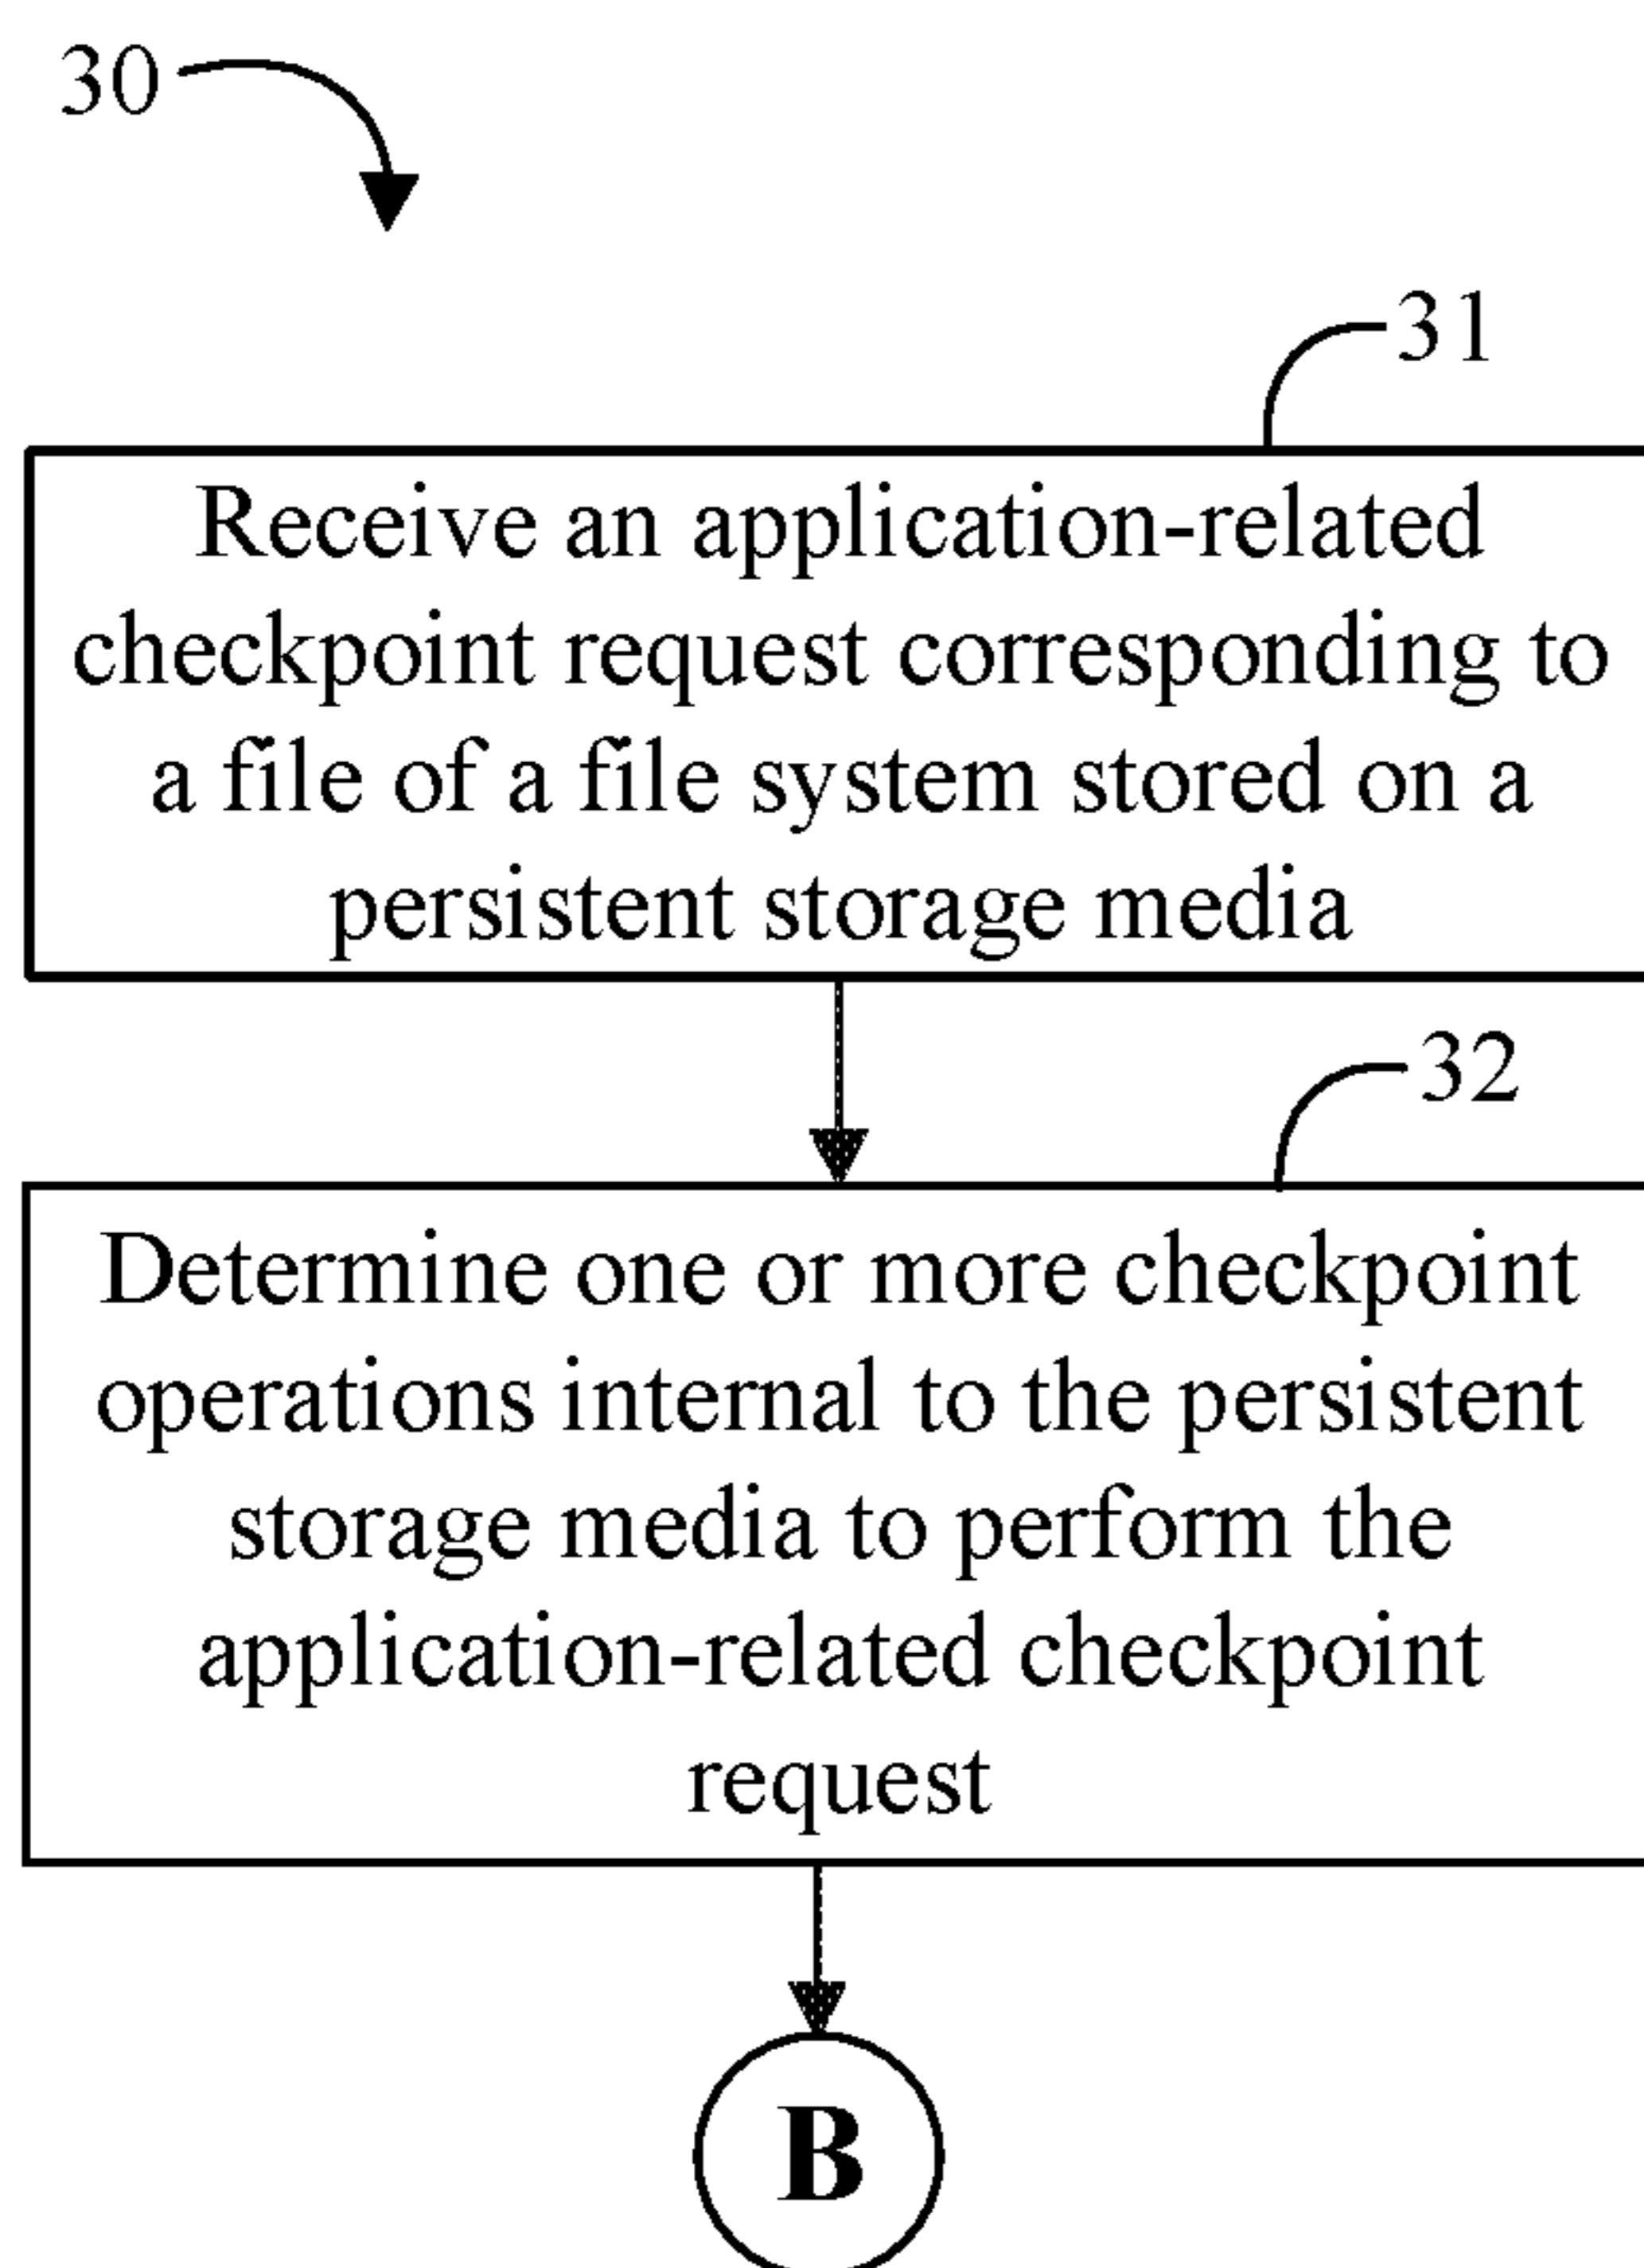 30
31
Receive an application-related
checkpoint request corresponding to
a file of a file system stored on a
persistent storage media
32
Determine one or more checkpoint
operations internal to the persistent
storage media to perform the
application-related checkpoint
request
B